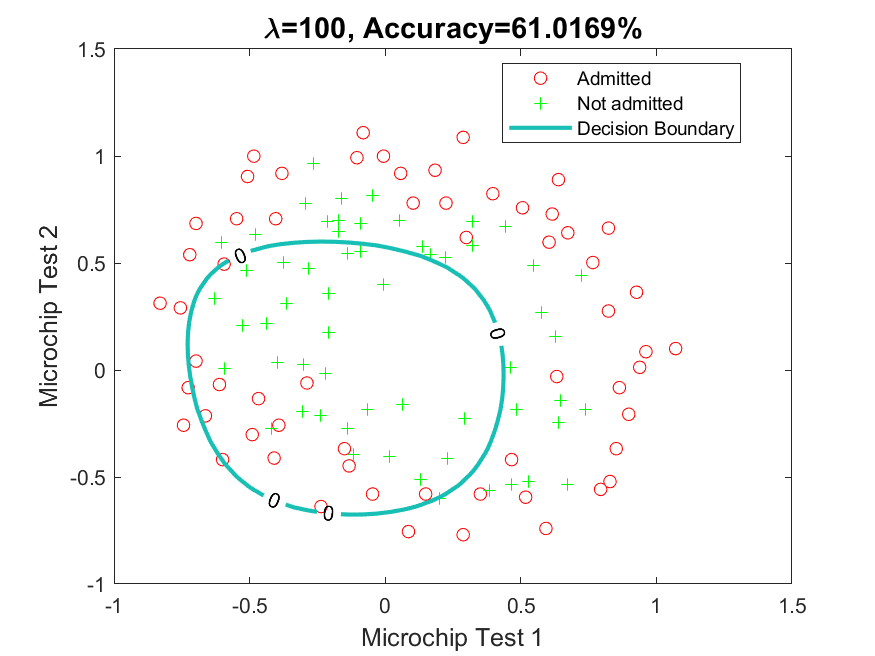 λ=100, Accuracy=61.0169%
1.5
1
0.5
0
-0.5
-1
Microchip Test 2
Admitted
Not admitted
Decision Boundary
0
0
0
0
-1
-0.5
0
0.5
1
1.5
Microchip Test 1